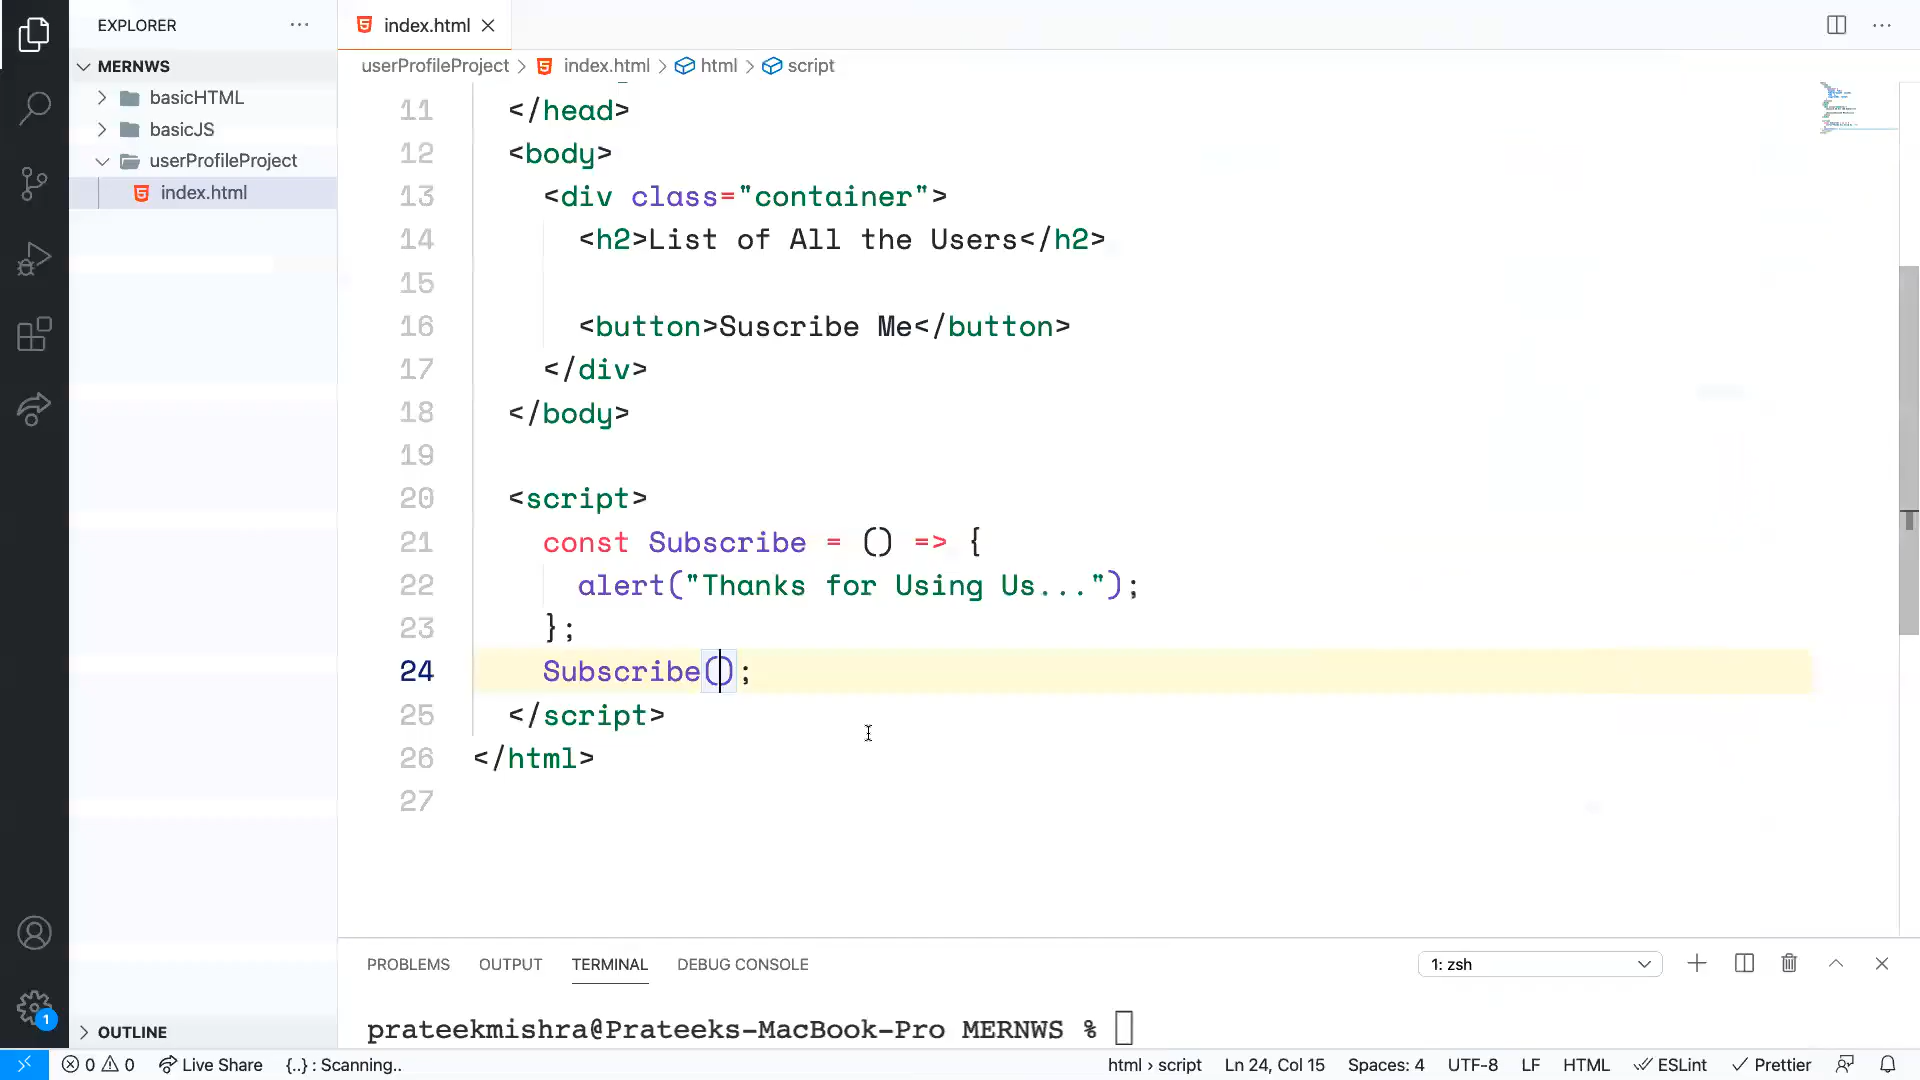 EXPLORER
index.html
MERNWS
userProfileProject > index.html > html > script
basicHTML
basicJS
userProfileProject
index.html
11 </head>
12 <body>
13 <div class="container">
14 <h2>List of All the Users</h2>
15
16 <button>Suscribe Me</button>
17 </div>
18 </body>
19
20 <script>
21 const Subscribe = () => {
22 alert("Thanks for Using Us...");
23 };
24 Subscribe();
25 </script>
26 </html>
27
PROBLEMS OUTPUT TERMINAL DEBUG CONSOLE 1: zsh
prateekmishra@Prateeks-MacBook-Pro MERNWS %
1
OUTLINE
0 0 Live Share {..} : Scanning.. html › script Ln 24, Col 15 Spaces: 4 UTF-8 LF HTML ESLint Prettier